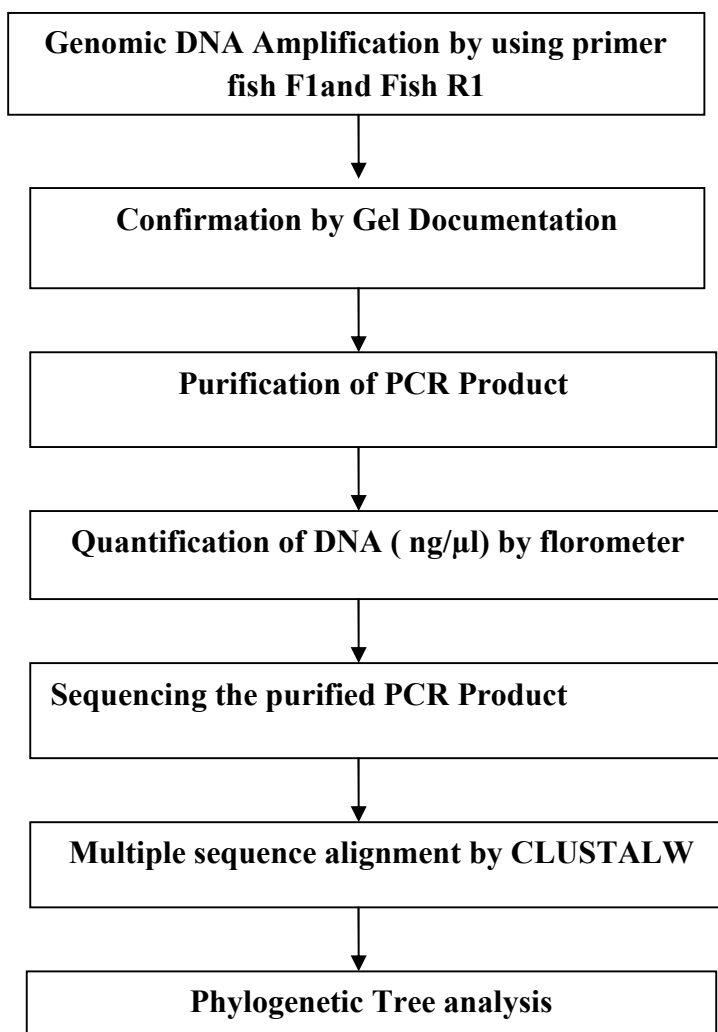 Genomic DNA Amplification by using primer
fish F1and Fish R1
Confirmation by Gel Documentation
Purification of PCR Product
Quantification of DNA ( ng/µl) by florometer
Sequencing the purified PCR Product
Multiple sequence alignment by CLUSTALW
Phylogenetic Tree analysis